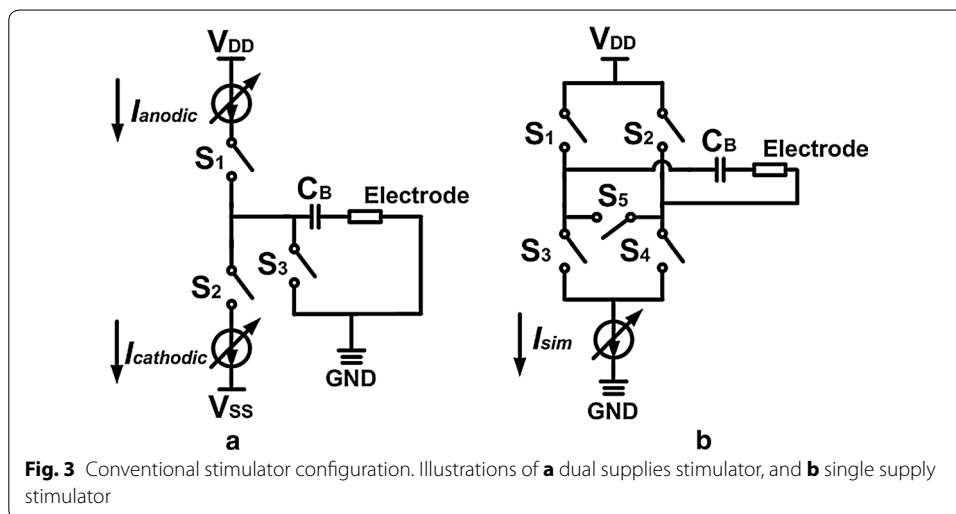 VDD
Ianodic
S1
CB
Electrode
S3
S2
Icathodic
GND
VSS
a
VDD
S1
S2
CB
Electrode
S5
S3
S4
Isim
GND
b
Fig. 3 Conventional stimulator configuration. Illustrations of a dual supplies stimulator, and b single supply
stimulator